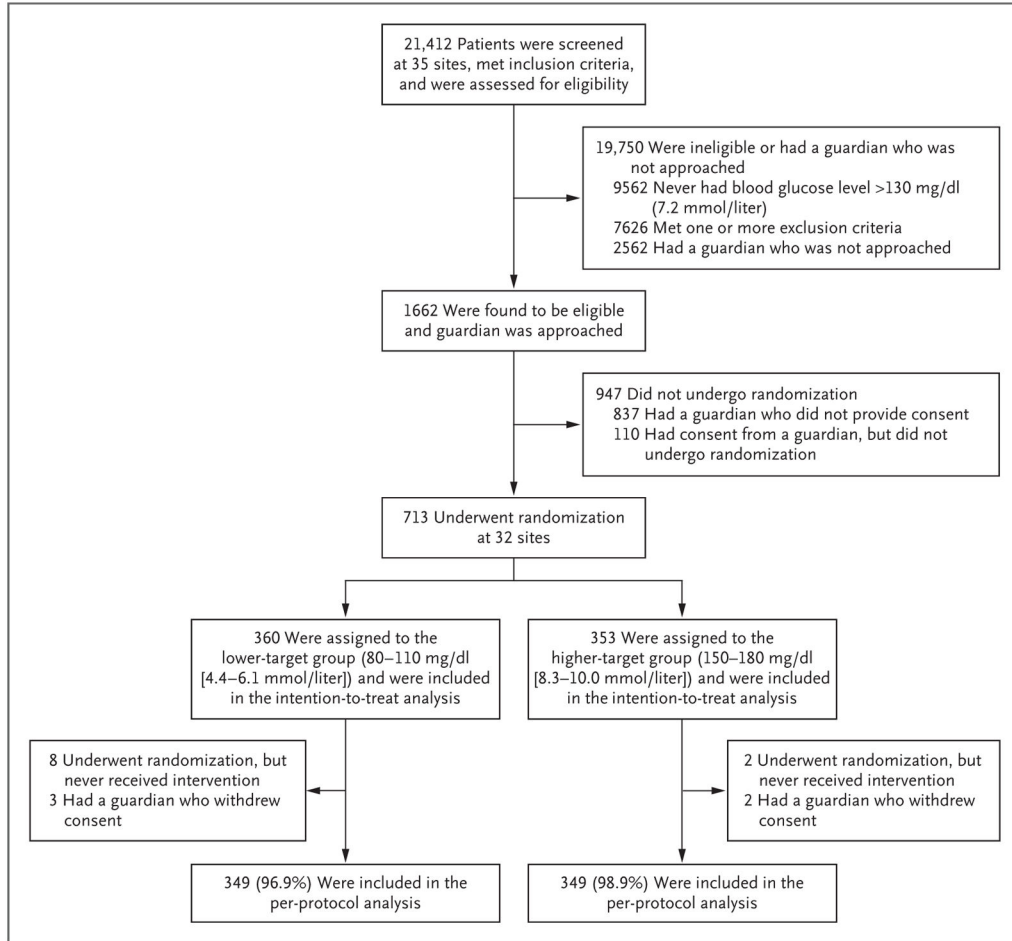 21,412 Patients were screened
at 35 sites, met inclusion criteria,
and were assessed for eligibility
19,750 Were ineligible or had a guardian who was
not approached
9562 Never had blood glucose level >130 mg/dl
(7.2 mmol/liter)
7626 Met one or more exclusion criteria
2562 Had a guardian who was not approached
1662 Were found to be eligible
and guardian was approached
947 Did not undergo randomization
837 Had a guardian who did not provide consent
110 Had consent from a guardian, but did not
undergo randomization
713 Underwent randomization
at 32 sites
360 Were assigned to the
lower-target group (80–110 mg/dl
[4.4–6.1 mmol/liter]) and were included
in the intention-to-treat analysis
353 Were assigned to the
higher-target group (150–180 mg/dl
[8.3–10.0 mmol/liter]) and were included
in the intention-to-treat analysis
8 Underwent randomization, but
never received intervention
3 Had a guardian who withdrew
consent
2 Underwent randomization, but
never received intervention
2 Had a guardian who withdrew
consent
349 (96.9%) Were included in the
per-protocol analysis
349 (98.9%) Were included in the
per-protocol analysis